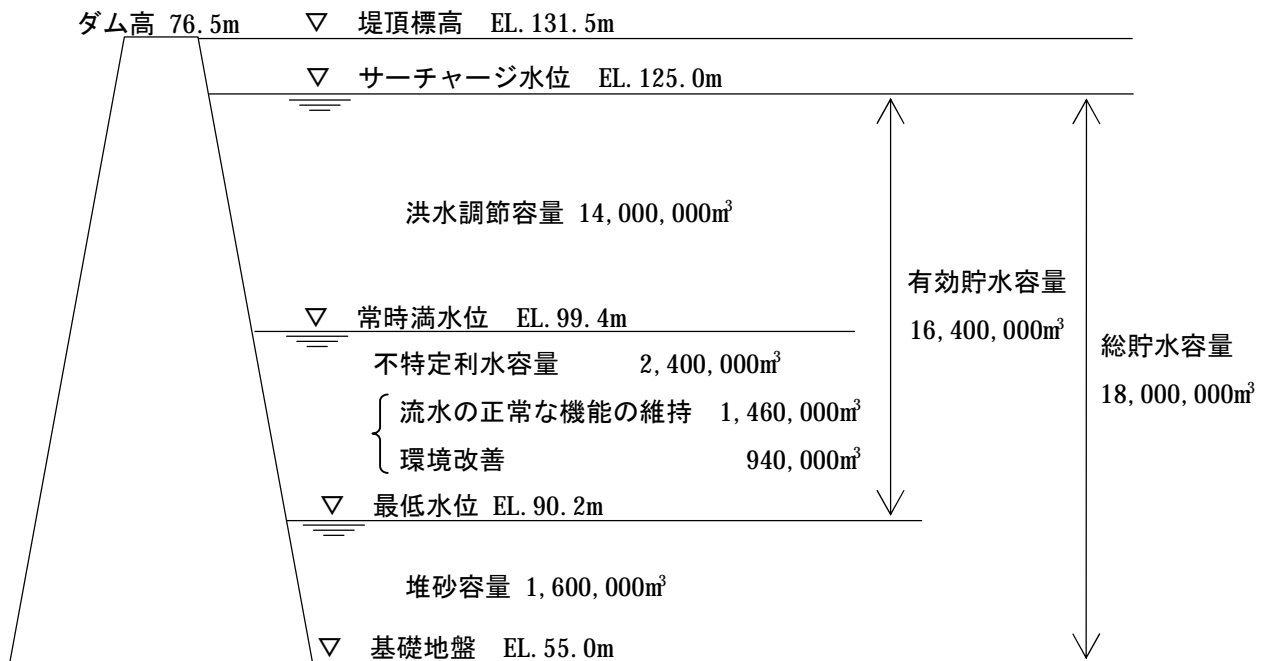 ダム高 76.5m
▽ 堤頂標高 EL.131.5m
▽ サーチャージ水位 EL.125.0m
洪水調節容量 14,000,000㎥
有効貯水容量
16,400,000㎥
総貯水容量
18,000,000㎥
▽ 常時満水位 EL.99.4m
不特定利水容量 2,400,000㎥
流水の正常な機能の維持 1,460,000㎥
環境改善 940,000㎥
▽ 最低水位 EL.90.2m
堆砂容量 1,600,000㎥
▽ 基礎地盤 EL.55.0m